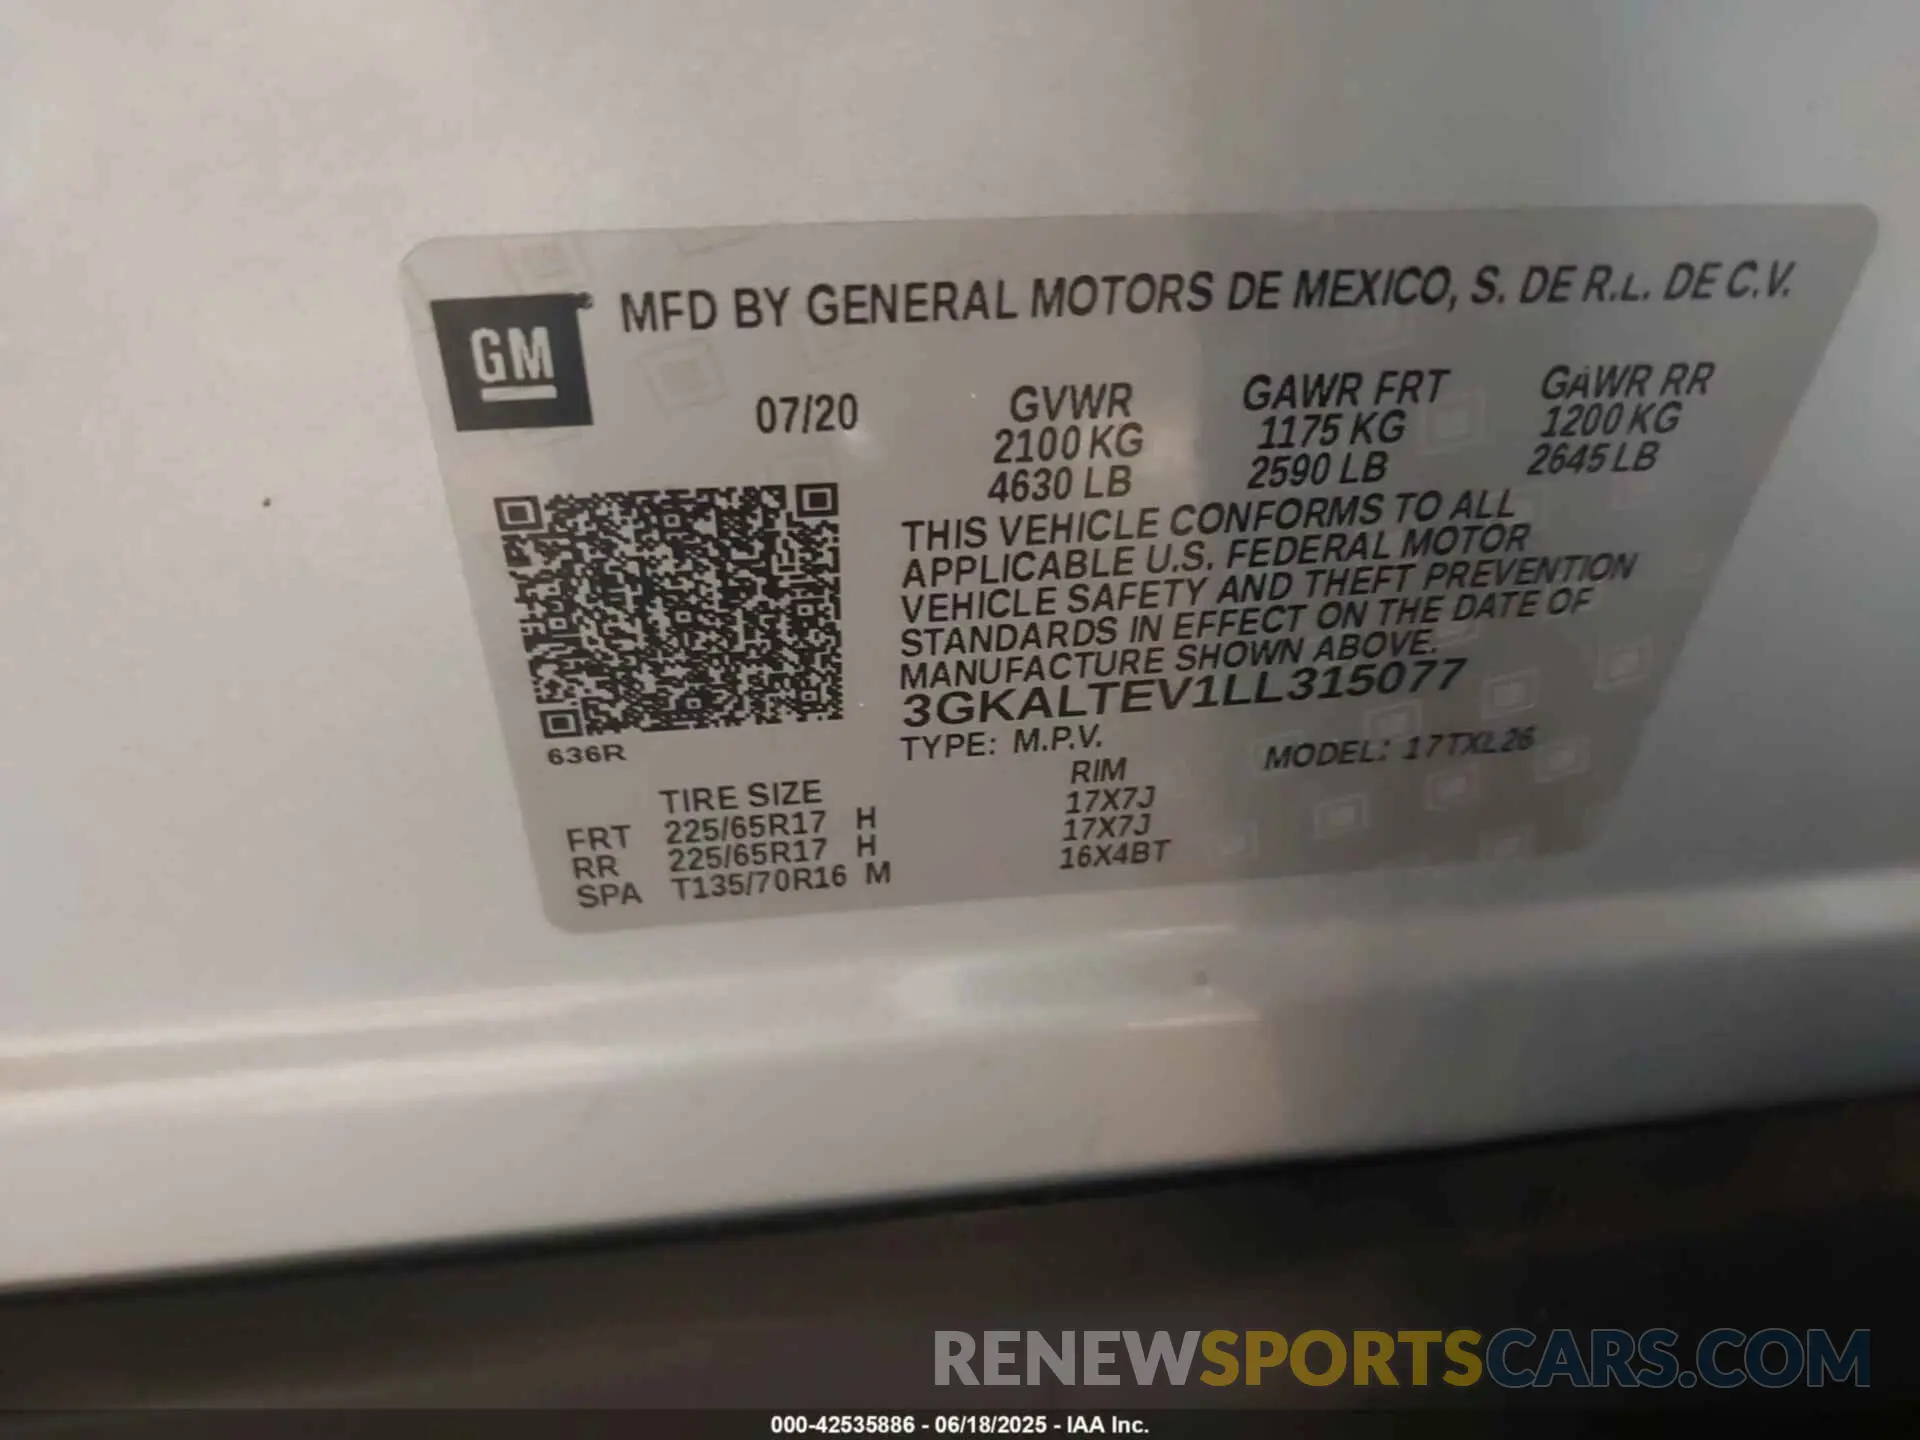 GM® MFD BY GENERAL MOTORS DE MEXICO, S. DE R.L. DE C.V.
07/20 GVWR GAWR FRT GAWR RR
2100 KG 1175 KG 1200 KG
4630 LB 2590 LB 2645 LB
THIS VEHICLE CONFORMS TO ALL
APPLICABLE U.S. FEDERAL MOTOR
VEHICLE SAFETY AND THEFT PREVENTION
STANDARDS IN EFFECT ON THE DATE OF
MANUFACTURE SHOWN ABOVE.
3GKALTEV1LL315077
636R TYPE: M.P.V. MODEL: 17TXL26
TIRE SIZE RIM
FRT 225/65R17 H 17X7J
RR 225/65R17 H 17X7J
SPA T135/70R16 M 16X4BT
RENEWSPORTSCARS.COM
000-42535886 - 06/18/2025 - IAA Inc.